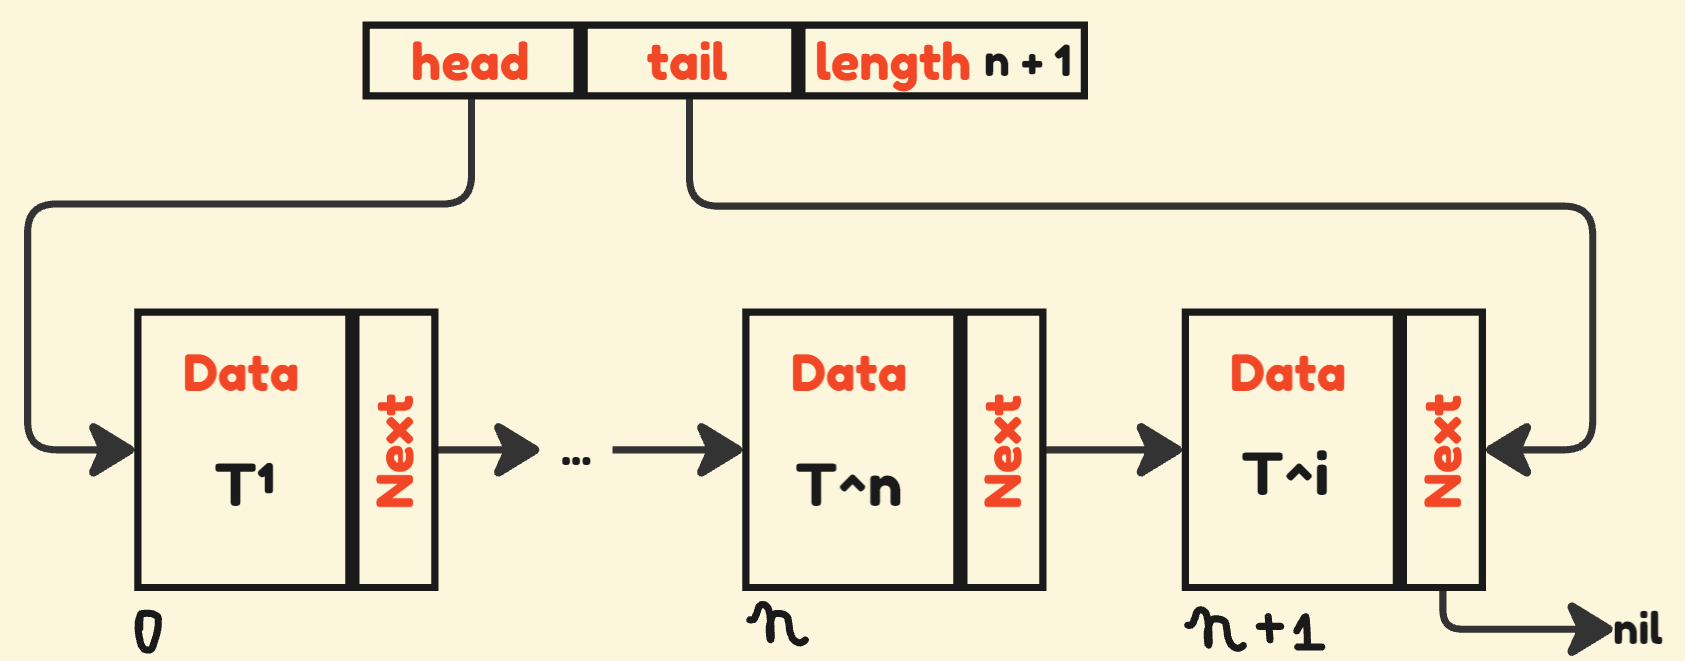 head tail length n + 1
Data Data Data
Next Next Next
T¹ ... T^n T^i
0 n n+1 nil